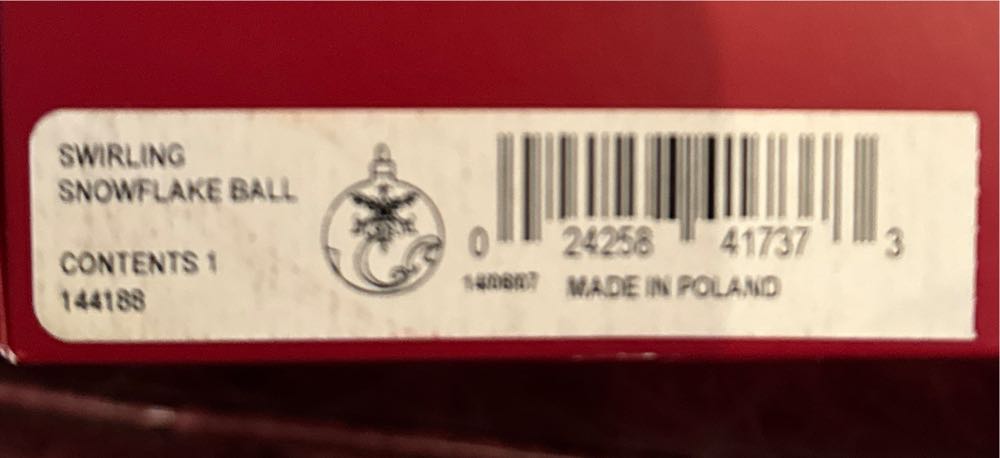 SWIRLING
SNOWFLAKE BALL
CONTENTS 1
144188
0 24258 41737 3
MADE IN POLAND